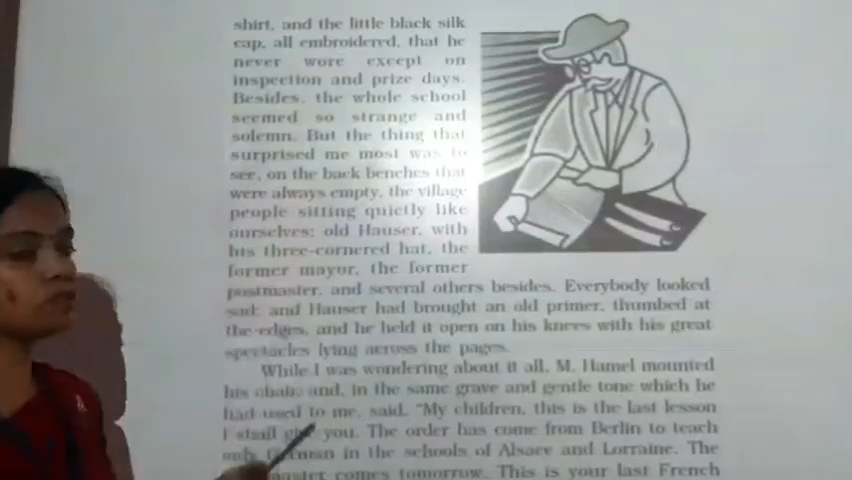 shirt, and the little black silk
cap, all embroidered, that he
never wore except on
inspection and prize days.
Besides, the whole school
seemed so strange and
solemn. But the thing that
surprised me most was to
see, on the back benches that
were always empty, the village
people sitting quietly like
ourselves; old Hauser, with
his three-cornered hat, the
former mayor, the former
postmaster, and several others besides. Everybody looked
sad; and Hauser had brought an old primer, thumbed at
the edges, and he held it open on his knees with his great
spectacles lying across the pages.
While I was wondering about it all, M. Hamel mounted
his chair and, in the same grave and gentle tone which he
had used to me, said, “My children, this is the last lesson
I shall give you. The order has come from Berlin to teach
only German in the schools of Alsace and Lorraine. The
master comes tomorrow. This is your last French